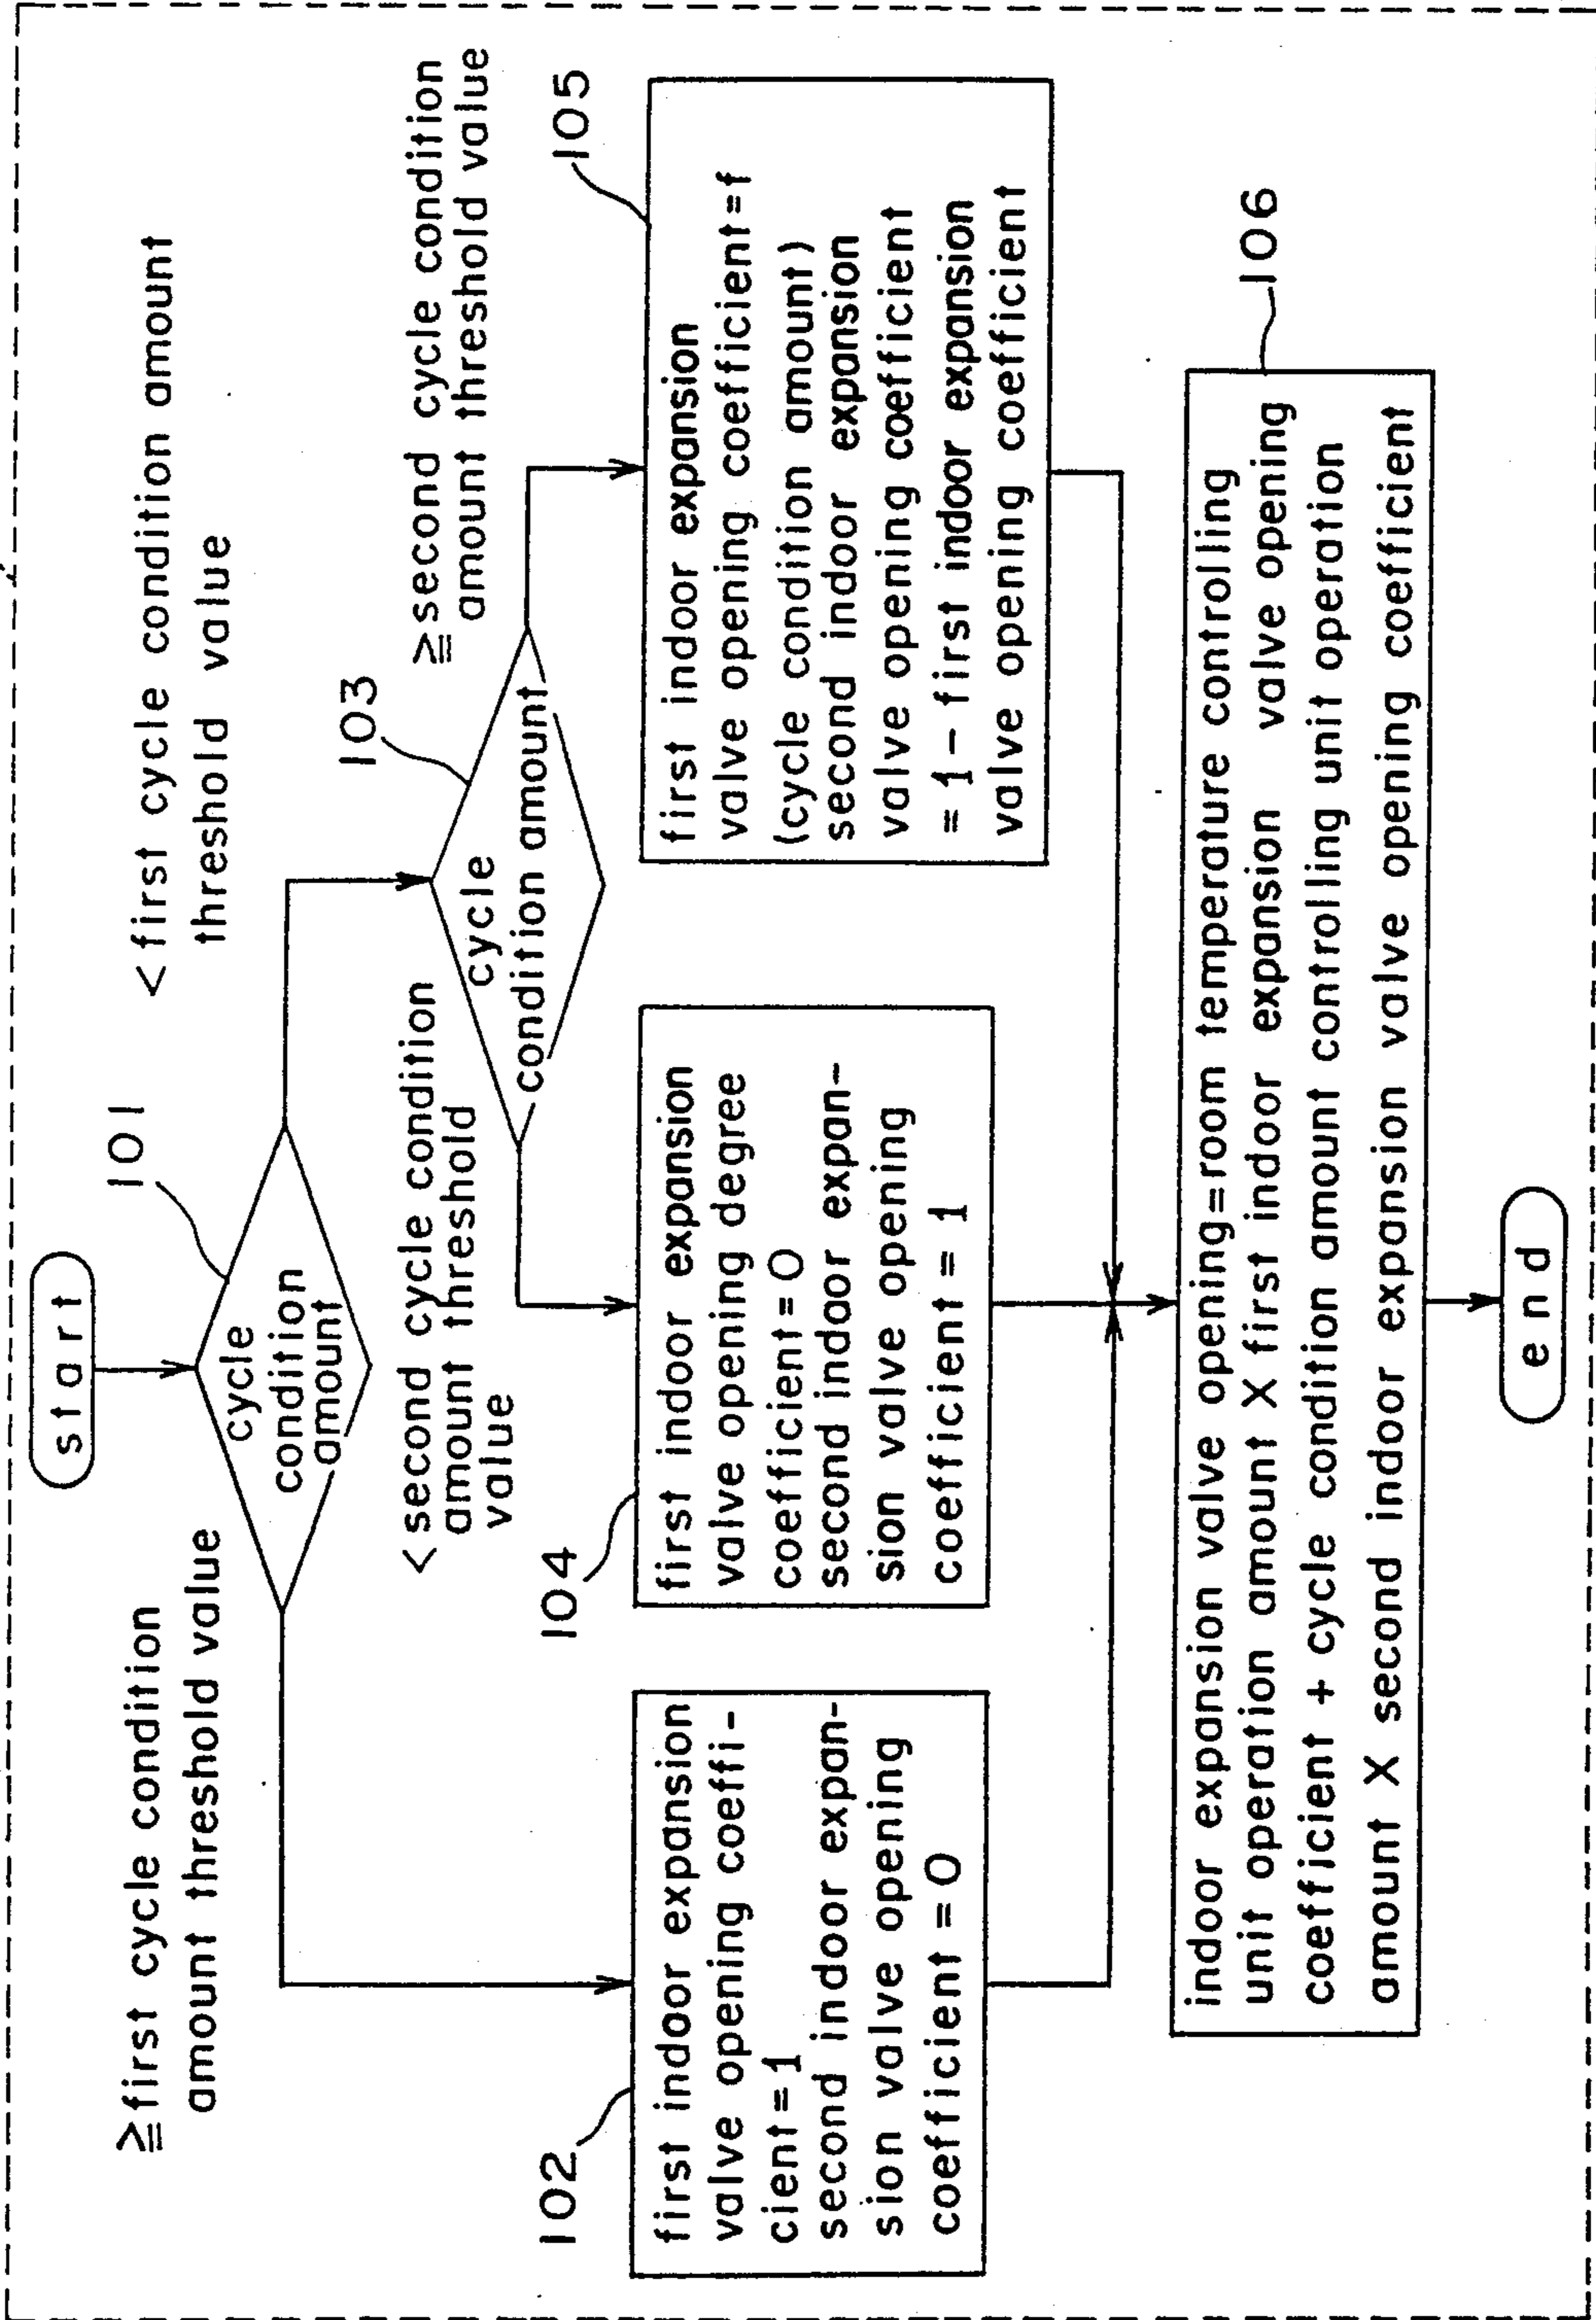 start
101
cycle
condition
amount
≧first cycle condition
amount threshold value
<first cycle condition amount
threshold value
103
cycle
condition amount
<second cycle condition
amount threshold
value
≧second cycle condition
amount threshold value
102
first indoor expansion
valve opening coeffi-
cient=1
second indoor expan-
sion valve opening
coefficient=0
104
first indoor expansion
valve opening degree
coefficient=0
second indoor expan-
sion valve opening
coefficient=1
105
first indoor expansion
valve opening coefficient=f
(cycle condition amount)
second indoor expansion
valve opening coefficient
=1-first indoor expansion
valve opening coefficient
106
indoor expansion valve opening=room temperature controlling
unit operation amount X first indoor expansion valve opening
coefficient + cycle condition amount controlling unit operation
amount X second indoor expansion valve opening coefficient
end